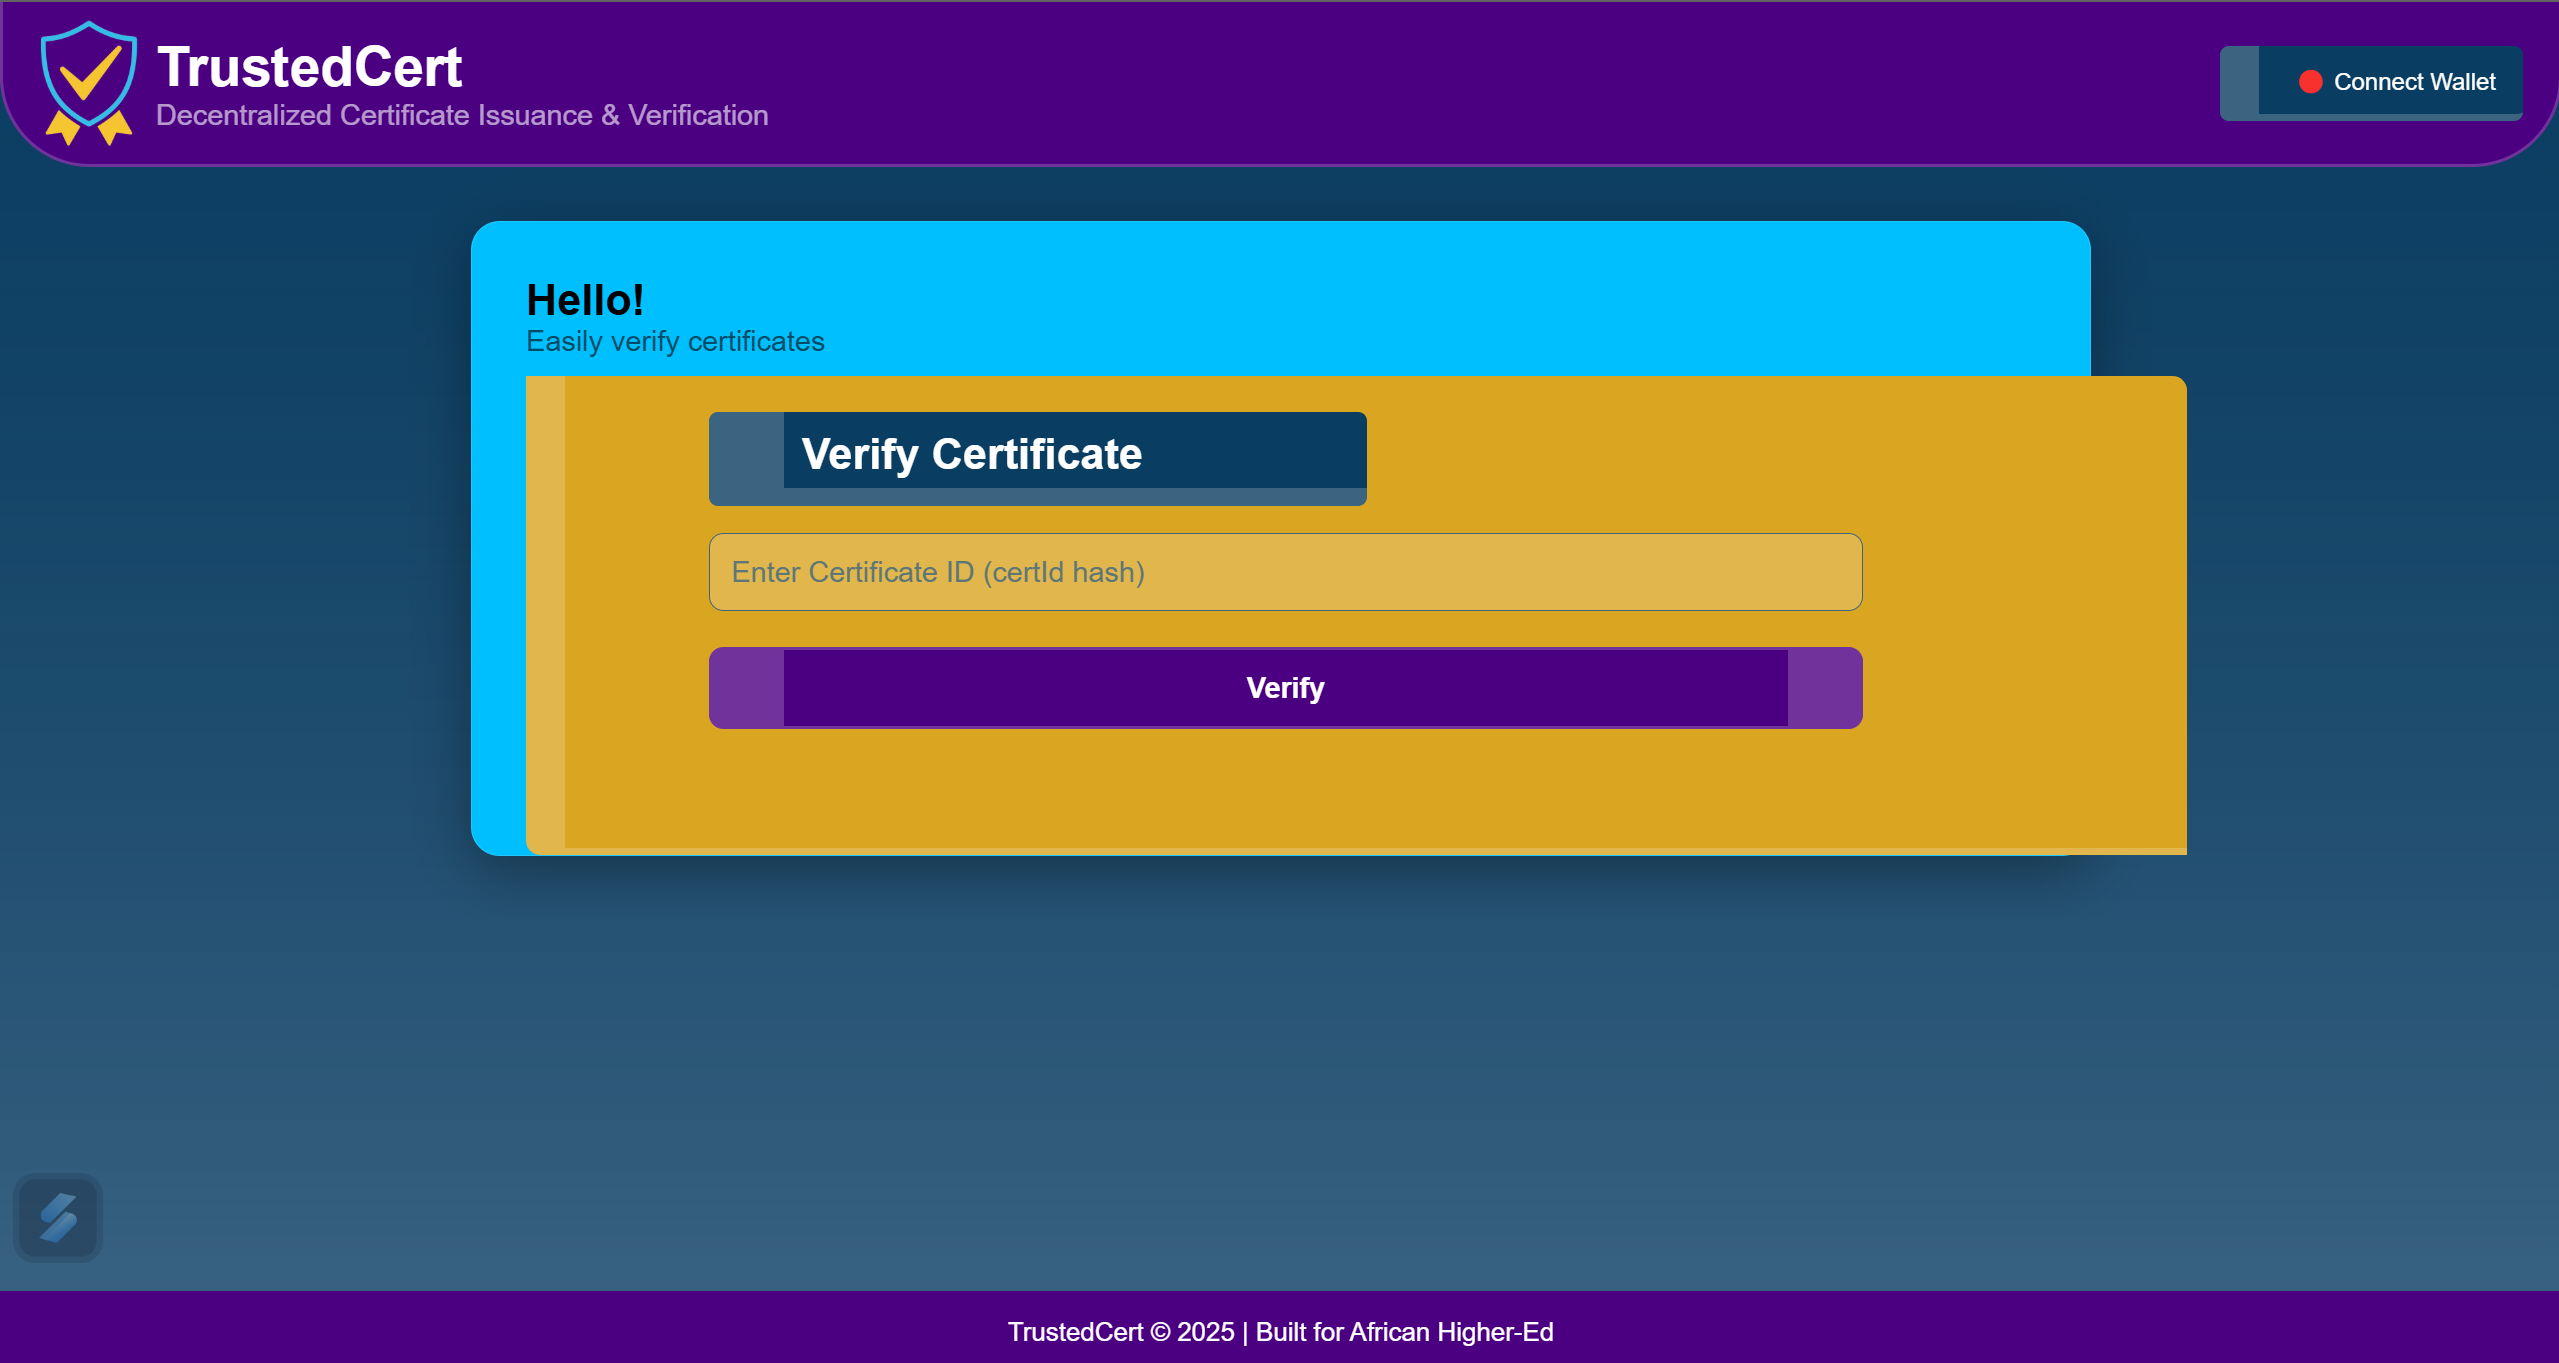 TrustedCert
Decentralized Certificate Issuance & Verification
Connect Wallet
Hello!
Easily verify certificates
Verify Certificate
Enter Certificate ID (certId hash)
Verify
TrustedCert © 2025 | Built for African Higher-Ed